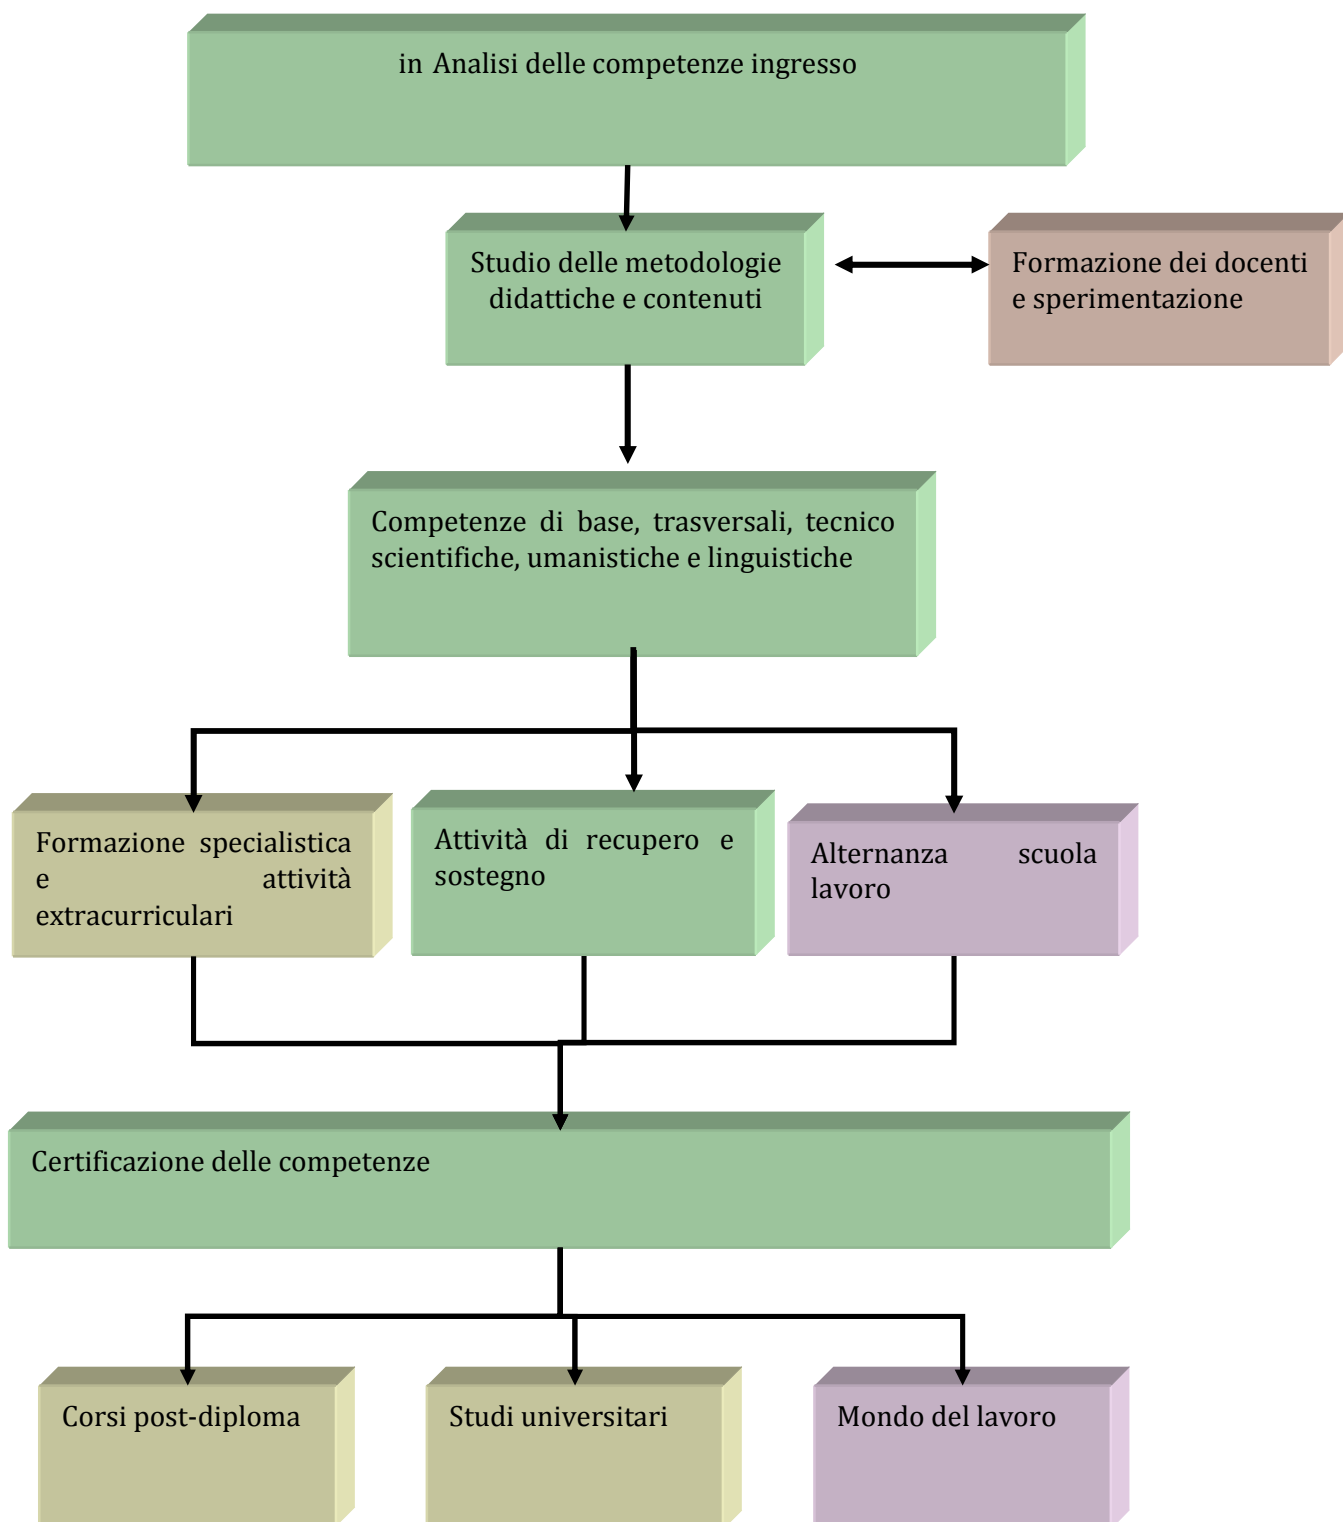 in Analisi delle competenze ingresso
Studio delle metodologie
didattiche e contenuti
Formazione dei docenti
e sperimentazione
Competenze di base, trasversali, tecnico
scientifiche, umanistiche e linguistiche
Formazione specialistica
e attività
extracurriculari
Attività di recupero e
sostegno
Alternanza scuola
lavoro
Certificazione delle competenze
Corsi post-diploma
Studi universitari
Mondo del lavoro